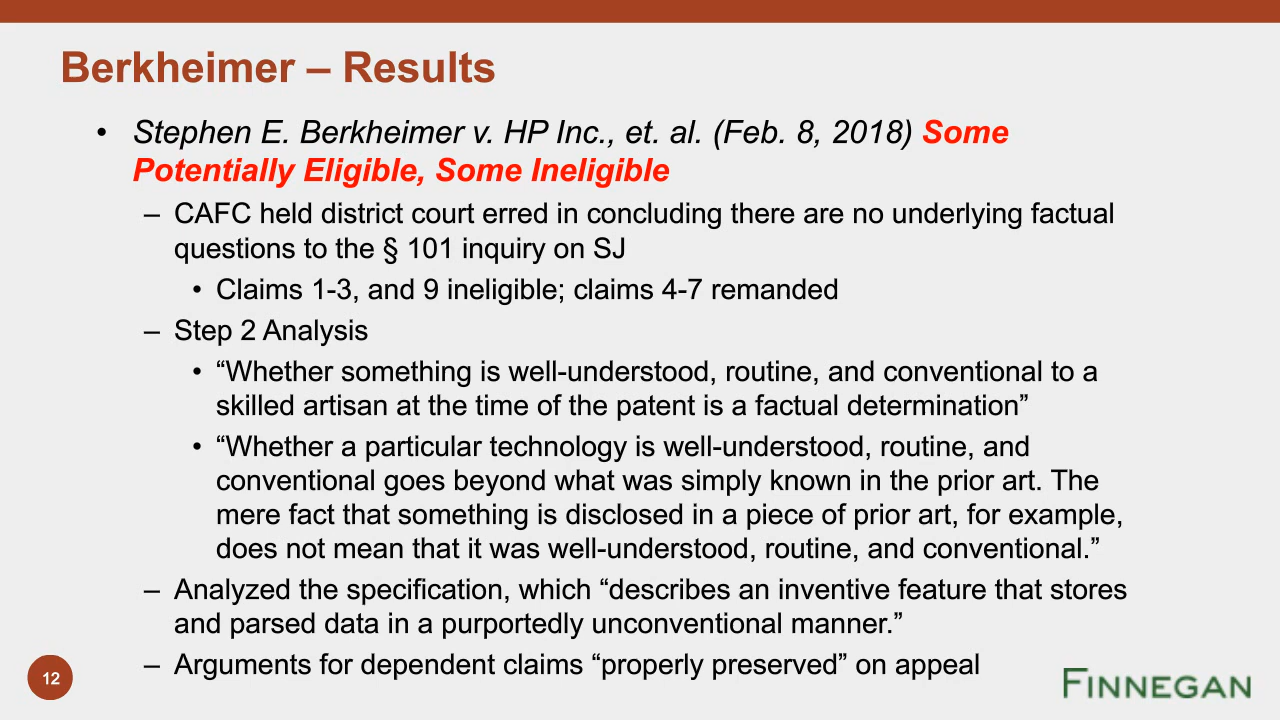 Berkheimer – Results
• Stephen E. Berkheimer v. HP Inc., et. al. (Feb. 8, 2018) Some
Potentially Eligible, Some Ineligible
– CAFC held district court erred in concluding there are no underlying factual
questions to the § 101 inquiry on SJ
• Claims 1-3, and 9 ineligible; claims 4-7 remanded
– Step 2 Analysis
• “Whether something is well-understood, routine, and conventional to a
skilled artisan at the time of the patent is a factual determination”
• “Whether a particular technology is well-understood, routine, and
conventional goes beyond what was simply known in the prior art. The
mere fact that something is disclosed in a piece of prior art, for example,
does not mean that it was well-understood, routine, and conventional.”
– Analyzed the specification, which “describes an inventive feature that stores
and parsed data in a purportedly unconventional manner.”
– Arguments for dependent claims “properly preserved” on appeal
12
FINNEGAN